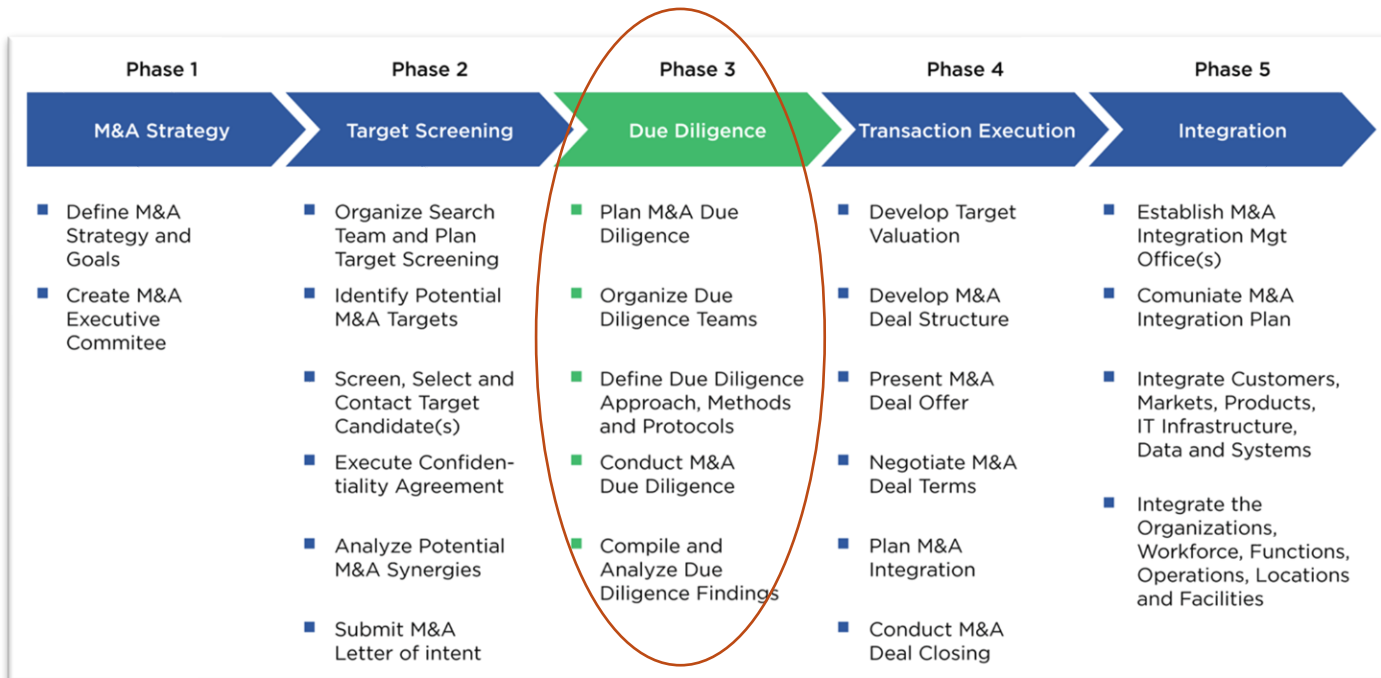 Phase 1
Phase 2
Phase 3
Phase 4
Phase 5
M&A Strategy
Target Screening
Due Diligence
Transaction Execution
Integration
Define M&A
Strategy and
Goals
Create M&A
Executive
Commitee
Organize Search
Team and Plan
Target Screening
Identify Potential
M&A Targets
Screen, Select and
Contact Target
Candidate(s)
Execute Confiden-
tiality Agreement
Analyze Potential
M&A Synergies
Submit M&A
Letter of intent
Plan M&A Due
Diligence
Organize Due
Diligence Teams
Define Due Diligence
Approach, Methods
and Protocols
Conduct M&A
Due Diligence
Compile and
Analyze Due
Diligence Findings
Develop Target
Valuation
Develop M&A
Deal Structure
Present M&A
Deal Offer
Negotiate M&A
Deal Terms
Plan M&A
Integration
Conduct M&A
Deal Closing
Establish M&A
Integration Mgt
Office(s)
Comuniate M&A
Integration Plan
Integrate Customers,
Markets, Products,
IT Infrastructure,
Data and Systems
Integrate the
Organizations,
Workforce, Functions,
Operations, Locations
and Facilities